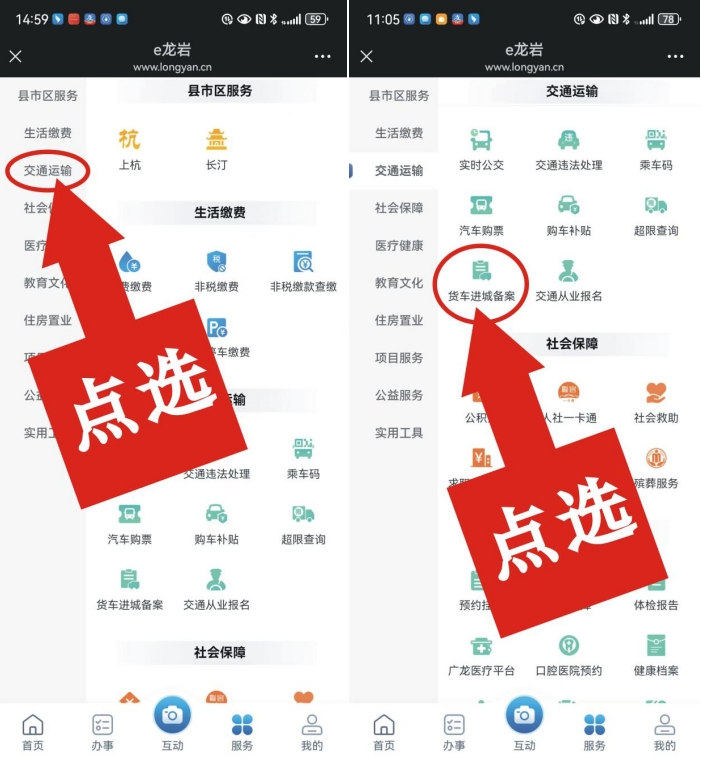 14:59
59
e龙岩
www.longyan.cn
县市区服务
生活缴费
交通运输
医疗
教育文化
住房置业
实用工
县市区服务
上杭
长汀
生活缴费
费缴费
非税缴费
非税缴款查缴
车缴费
输
交通违法处理
乘车码
汽车购票
购车补贴
超限查询
货车进城备案
交通从业报名
社会保障
点选
首页
办事
互动
服务
我的
11:05
78
e龙岩
www.longyan.cn
县市区服务
生活缴费
交通运输
社会保障
医疗健康
教育文化
住房置业
项目服务
公益服务
实用工具
交通运输
实时公交
交通违法处理
乘车码
汽车购票
购车补贴
超限查询
货车进城备案
交通从业报名
社会保障
公积
人社一卡通
社会救助
殡葬服务
预约挂
体检报告
广龙医疗平台
口腔医院预约
健康档案
点选
首页
办事
互动
服务
我的